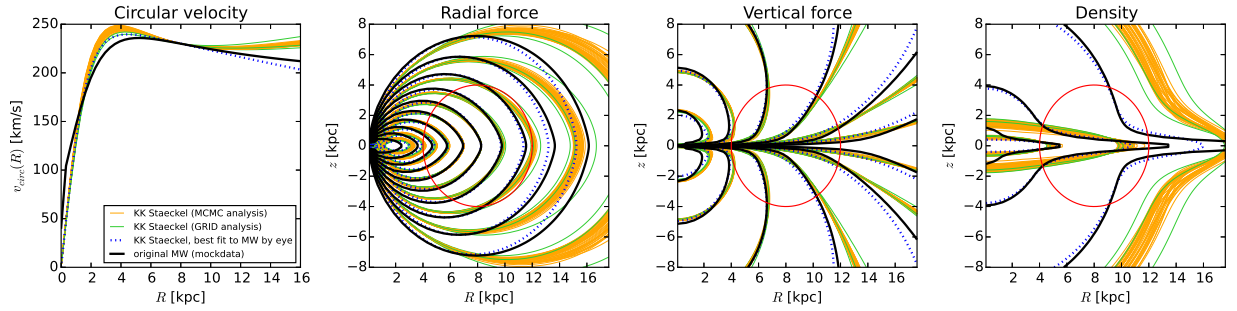 Circular velocity
250
200
150
100
50
0
v_circ(R) [km/s]
0 2 4 6 8 10 12 14 16
R [kpc]
KK Staeckel (MCMC analysis)
KK Staeckel (GRID analysis)
KK Staeckel, best fit to MW by eye
original MW (mockdata)
Radial force
8
6
4
2
0
−2
−4
−6
−8
z [kpc]
2 4 6 8 10 12 14 16
R [kpc]
Vertical force
8
6
4
2
0
−2
−4
−6
−8
z [kpc]
2 4 6 8 10 12 14 16
R [kpc]
Density
8
6
4
2
0
−2
−4
−6
−8
z [kpc]
2 4 6 8 10 12 14 16
R [kpc]